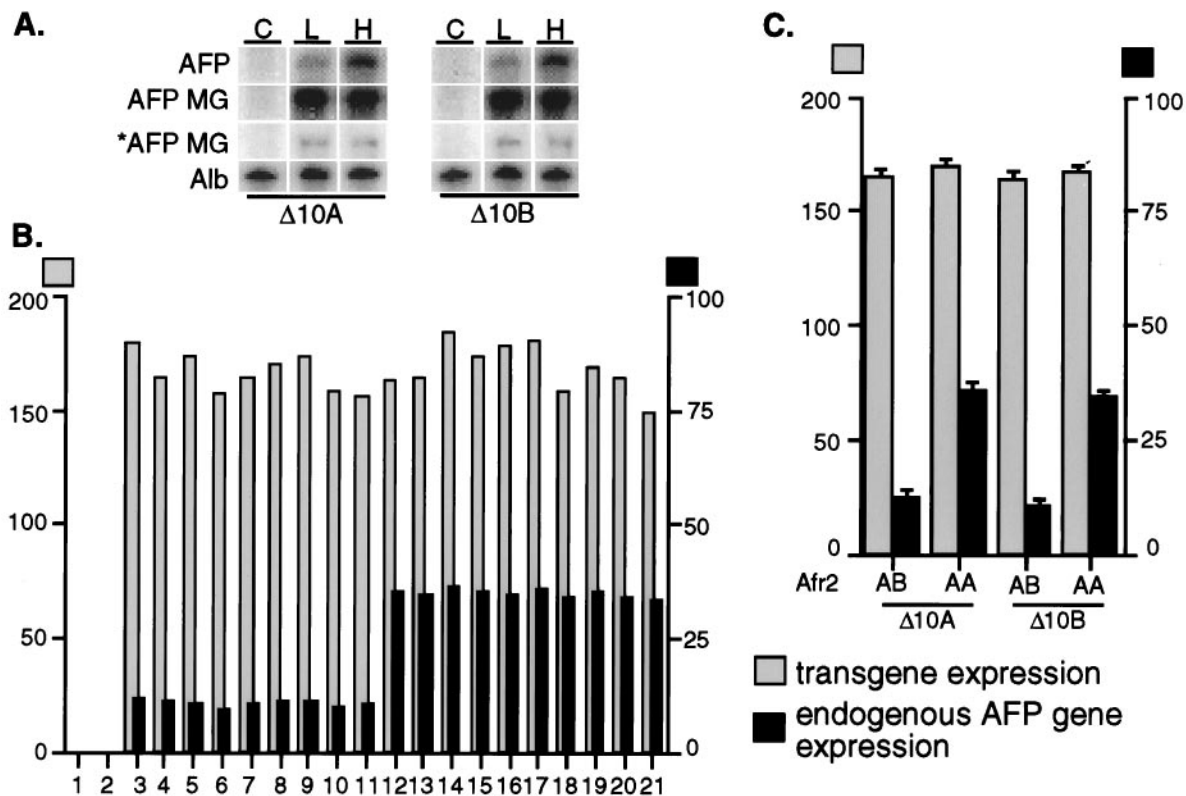 A.
C L H C L H
AFP
AFP MG
*AFP MG
Alb
Δ10A Δ10B
B.
200 100
150 75
100 50
50 25
0 0
1 2 3 4 5 6 7 8 9 10 11 12 13 14 15 16 17 18 19 20 21
C.
200 100
150 75
100 50
50 25
0 0
Afr2 AB AA AB AA
Δ10A Δ10B
transgene expression
endogenous AFP gene
expression